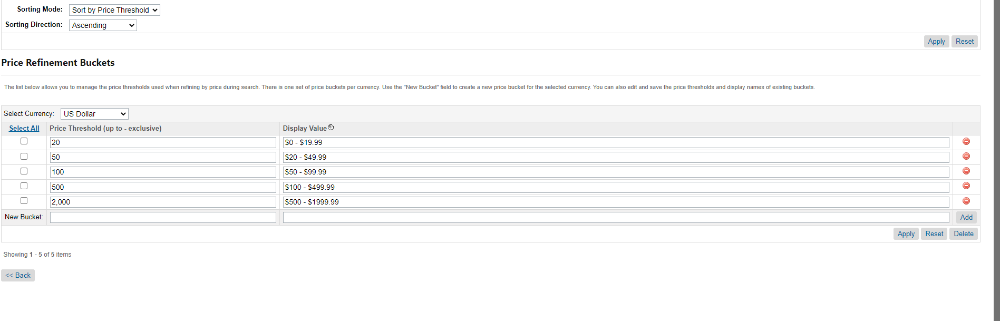 Sorting Mode: Sort by Price Threshold
Sorting Direction: Ascending
Apply Reset
Price Refinement Buckets
The list below allows you to manage the price thresholds used when refining by price during search. There is one set of price buckets per currency. Use the "New Bucket" field to create a new price bucket for the selected currency. You can also edit and save the price thresholds and display names of existing buckets.
Select Currency: US Dollar
Select All Price Threshold (up to - exclusive) Display Value
20 $0 - $19.99
50 $20 - $49.99
100 $50 - $99.99
500 $100 - $499.99
2,000 $500 - $1999.99
New Bucket: Add
Apply Reset Delete
Showing 1 - 5 of 5 items
<< Back